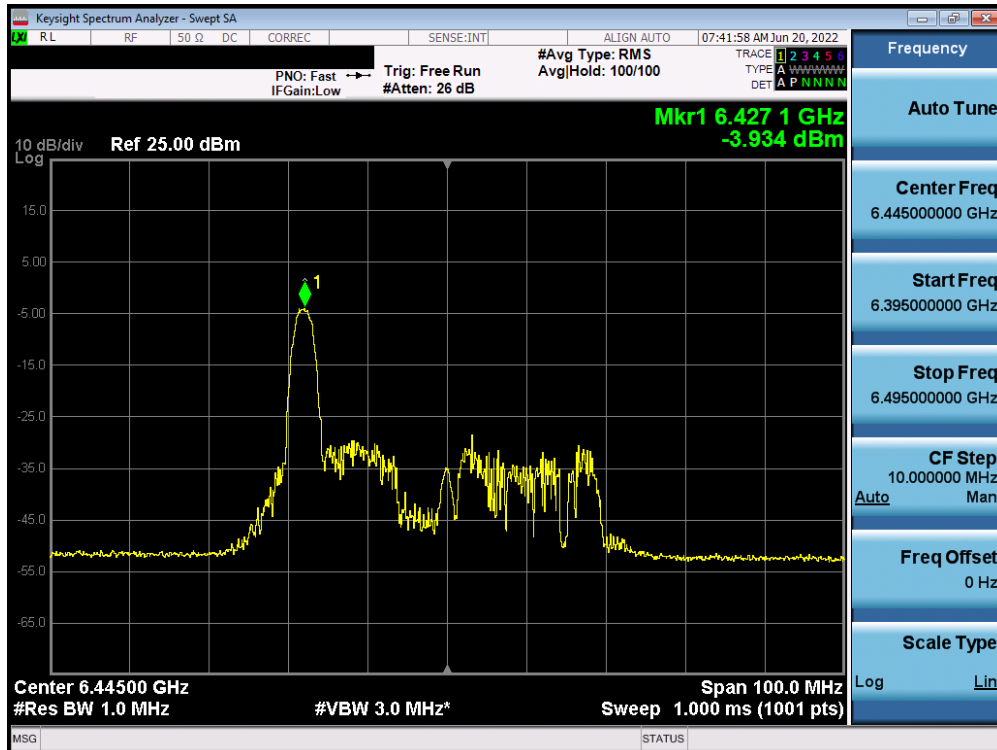 Keysight Spectrum Analyzer - Swept SA
LXI RL RF 50 Ω DC CORREC SENSE:INT ALIGN AUTO 07:41:58 AM Jun 20, 2022
Frequency
PNO: Fast
IFGain:Low
Trig: Free Run
#Atten: 26 dB
#Avg Type: RMS
Avg|Hold: 100/100
TRACE 1 2 3 4 5 6
TYPE A WWWWW
DET A P N N N N
Auto Tune
Mkr1 6.427 1 GHz
-3.934 dBm
10 dB/div Ref 25.00 dBm
Log
15.0
5.00
-5.00
-15.0
-25.0
-35.0
-45.0
-55.0
-65.0
1
Center Freq
6.445000000 GHz
Start Freq
6.395000000 GHz
Stop Freq
6.495000000 GHz
CF Step
10.000000 MHz
Auto Man
Freq Offset
0 Hz
Scale Type
Log Lin
Center 6.44500 GHz Span 100.0 MHz
#Res BW 1.0 MHz #VBW 3.0 MHz* Sweep 1.000 ms (1001 pts)
MSG STATUS